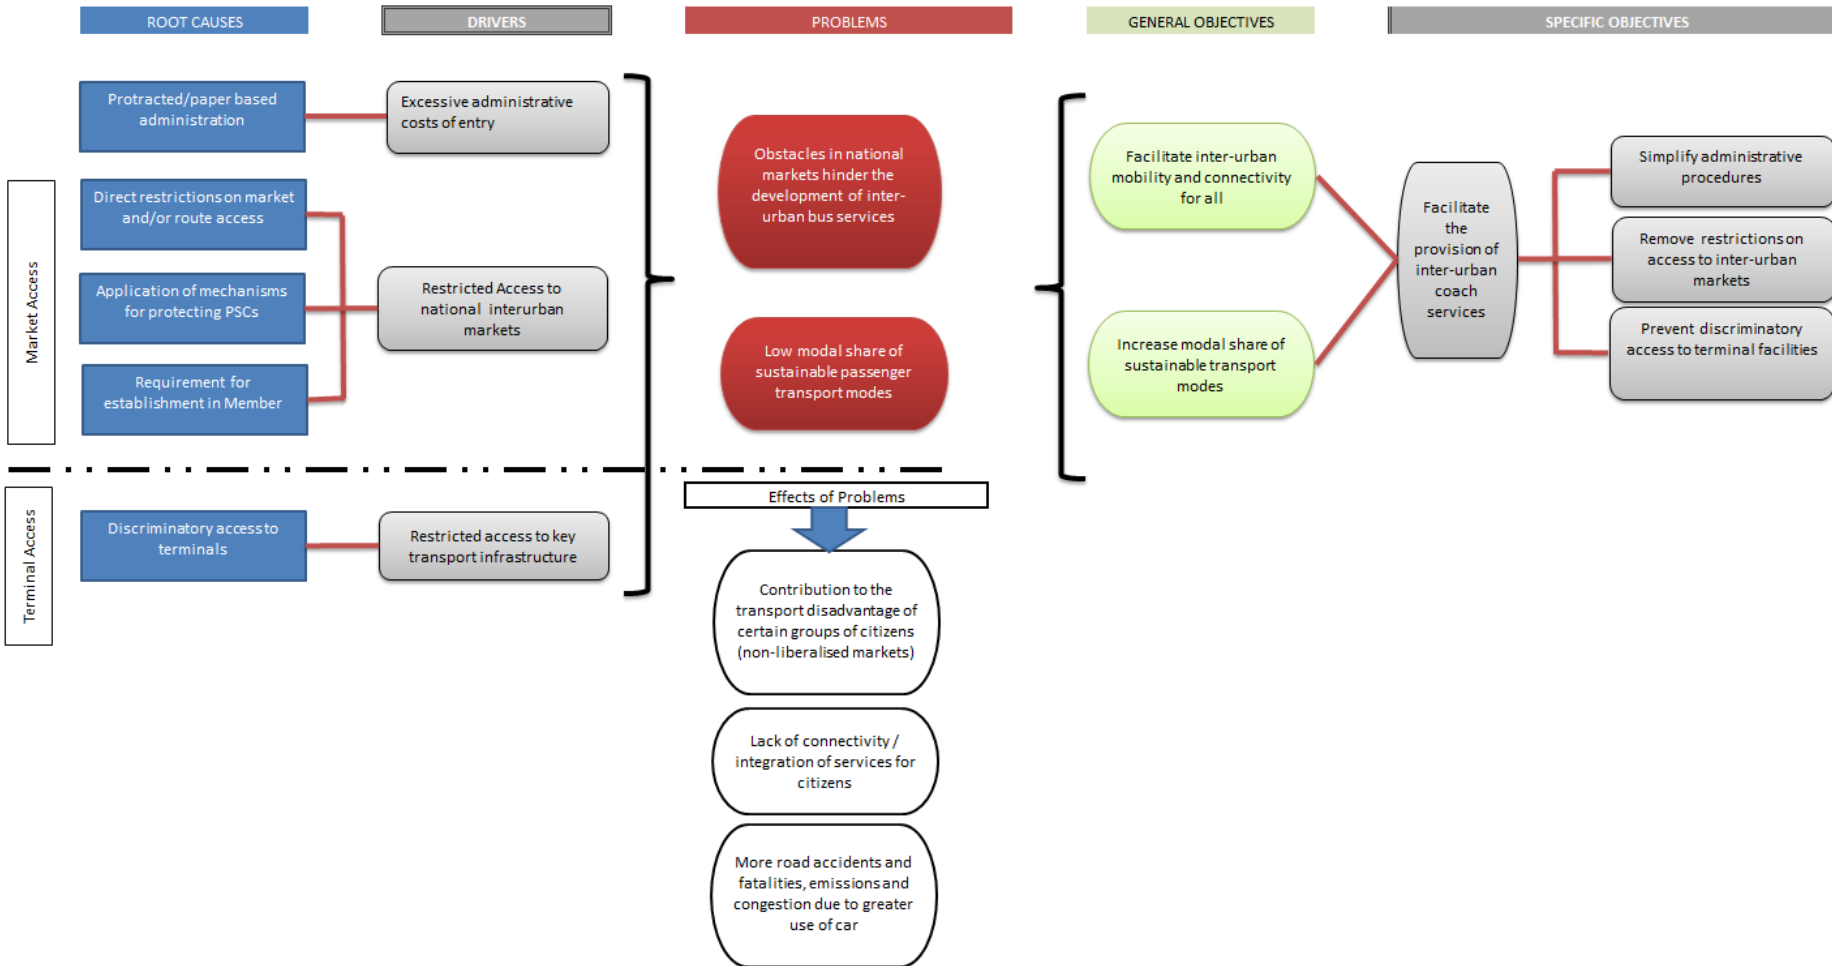 ROOT CAUSES
DRIVERS
PROBLEMS
GENERAL OBJECTIVES
SPECIFIC OBJECTIVES
Market Access
Protracted/paper based
administration
Direct restrictions on market
and/or route access
Application of mechanisms
for protecting PSCs
Requirement for
establishment in Member
Excessive administrative
costs of entry
Restricted Access to
national interurban
markets
Terminal Access
Discriminatory access to
terminals
Restricted access to key
transport infrastructure
Obstacles in national
markets hinder the
development of inter-
urban bus services
Low modal share of
sustainable passenger
transport modes
Effects of Problems
Contribution to the
transport disadvantage of
certain groups of citizens
(non-liberalised markets)
Lack of connectivity /
integration of services for
citizens
More road accidents and
fatalities, emissions and
congestion due to greater
use of car
Facilitate inter-urban
mobility and connectivity
for all
Increase modal share of
sustainable transport
modes
Facilitate
the
provision of
inter-urban
coach
services
Simplify administrative
procedures
Remove restrictions on
access to inter-urban
markets
Prevent discriminatory
access to terminal facilities